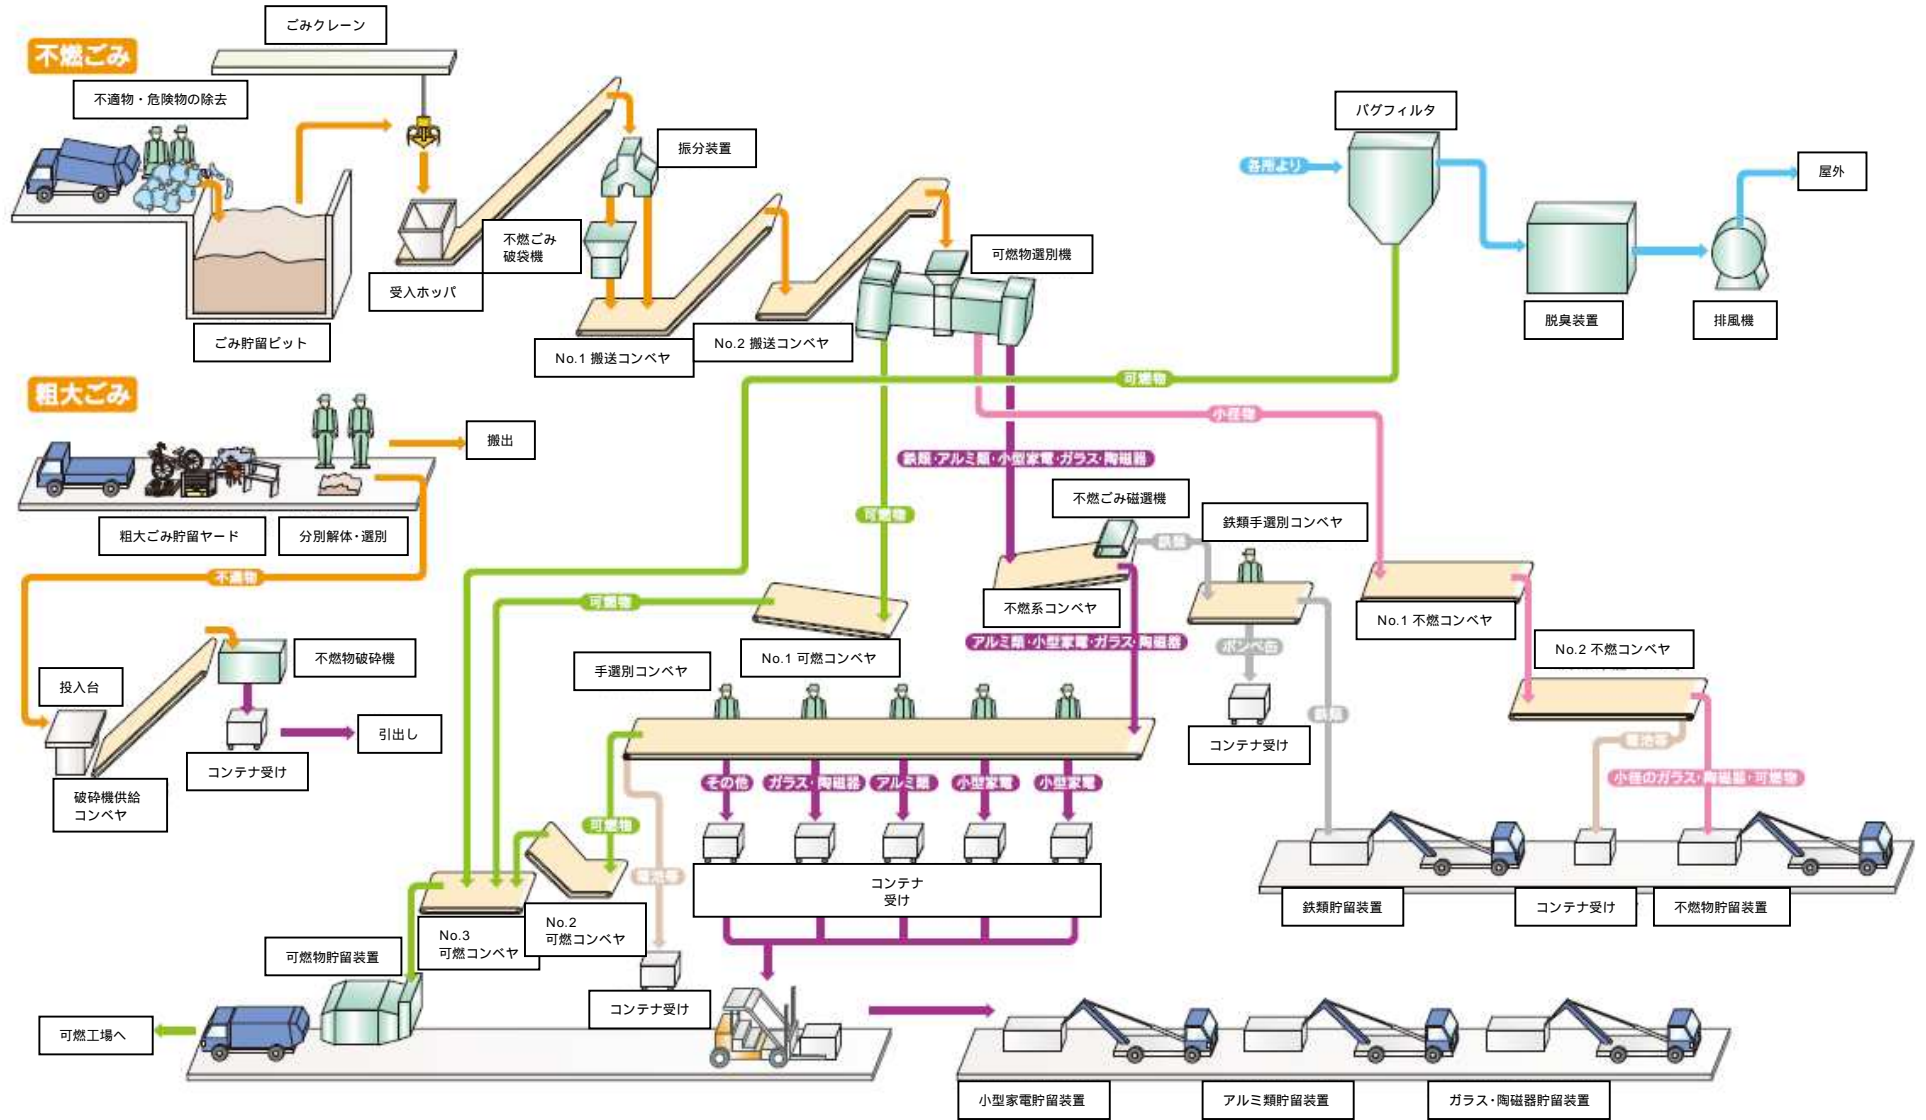 ごみクレーン
不燃ごみ
不適物・危険物の除去
振分装置
バグフィルタ
各所より
屋外
不燃ごみ
破袋機
可燃物選別機
受入ホッパ
ごみ貯留ピット
No.1 搬送コンベヤ
No.2 搬送コンベヤ
脱臭装置
排風機
可燃物
粗大ごみ
小径物
搬出
鉄類・アルミ類・小型家電・ガラス・陶磁器
不燃ごみ磁選機
可燃物
鉄類手選別コンベヤ
粗大ごみ貯留ヤード
分別解体・選別
鉄類
不適物
可燃物
不燃系コンベヤ
No.1 不燃コンベヤ
アルミ類・小型家電・ガラス・陶磁器
ボンベ缶
不燃物破砕機
No.1 可燃コンベヤ
No.2 不燃コンベヤ
手選別コンベヤ
投入台
鉄類
引出し
コンテナ受け
コンテナ受け
電池等
破砕機供給
コンベヤ
その他
ガラス・陶磁器
アルミ類
小型家電
小型家電
小径のガラス・陶磁器・可燃物
可燃物
電池等
コンテナ
受け
鉄類貯留装置
コンテナ受け
不燃物貯留装置
No.3
可燃コンベヤ
No.2
可燃コンベヤ
可燃物貯留装置
コンテナ受け
可燃工場へ
小型家電貯留装置
アルミ類貯留装置
ガラス・陶磁器貯留装置